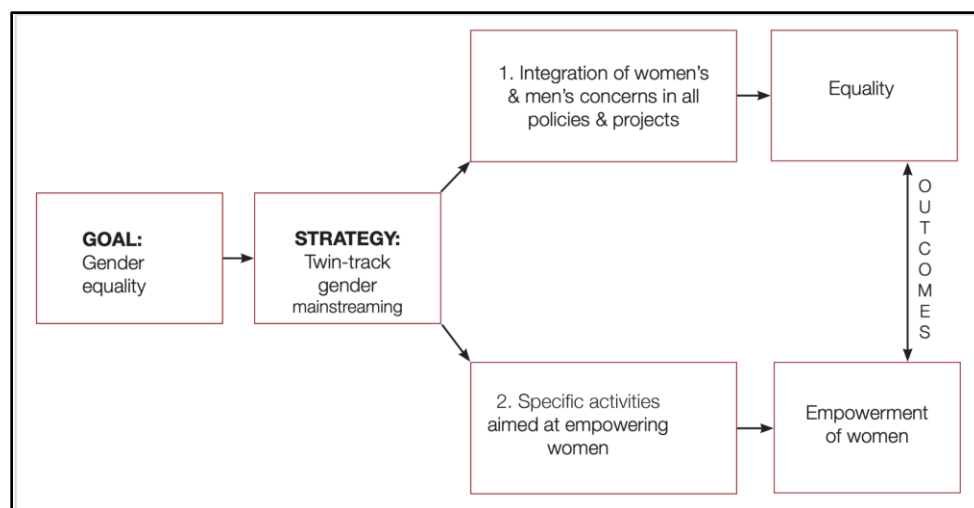 GOAL:
Gender
equality
STRATEGY:
Twin-track
gender
mainstreaming
1. Integration of women’s
& men’s concerns in all
policies & projects
Equality
2. Specific activities
aimed at empowering
women
Empowerment
of women
OUTCOMES